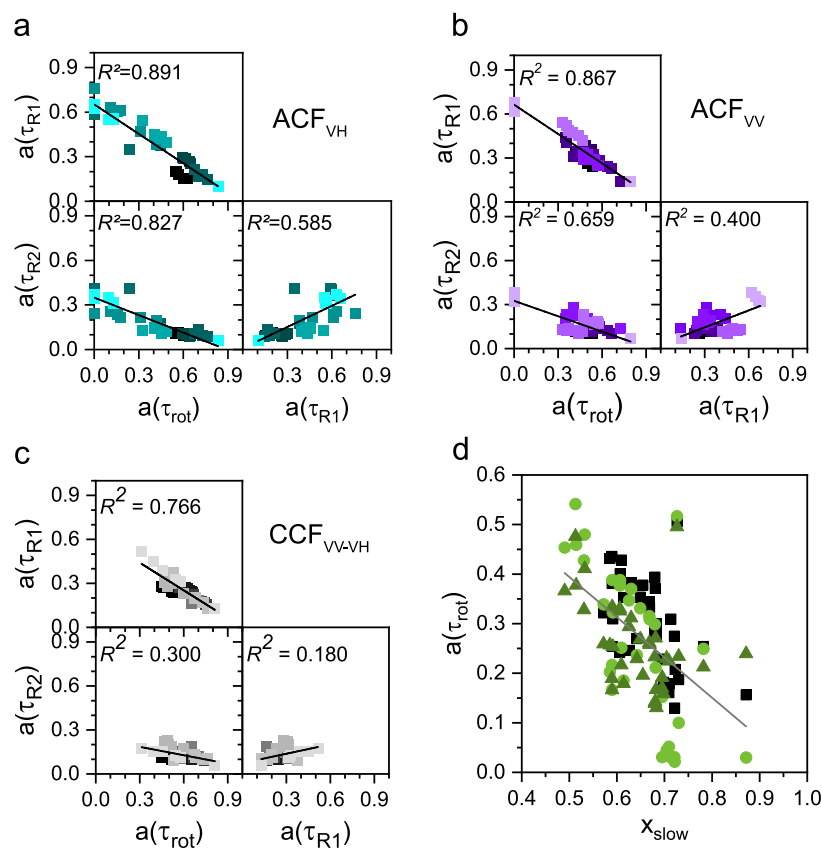 a
b
0.9
0.6
0.3
0.0
a(τR1)
R²=0.891
ACFVH
0.9
0.6
0.3
0.0
a(τR1)
R2 = 0.867
ACFVV
0.9
0.6
0.3
0.0
a(τR2)
R²=0.827
R²=0.585
0.9
0.6
0.3
0.0
a(τR2)
R2 = 0.659
R2 = 0.400
0.0 0.3 0.6 0.9 0.3 0.6 0.9
a(τrot) a(τR1)
0.0 0.3 0.6 0.9 0.3 0.6 0.9
a(τrot) a(τR1)
c
0.9
0.6
0.3
0.0
a(τR1)
R2 = 0.766
CCFVV-VH
0.9
0.6
0.3
0.0
a(τR2)
R2 = 0.300
R2 = 0.180
0.0 0.3 0.6 0.9 0.3 0.6 0.9
a(τrot) a(τR1)
d
0.6
0.5
0.4
0.3
0.2
0.1
0.0
a(τrot)
0.4 0.5 0.6 0.7 0.8 0.9 1.0
xslow